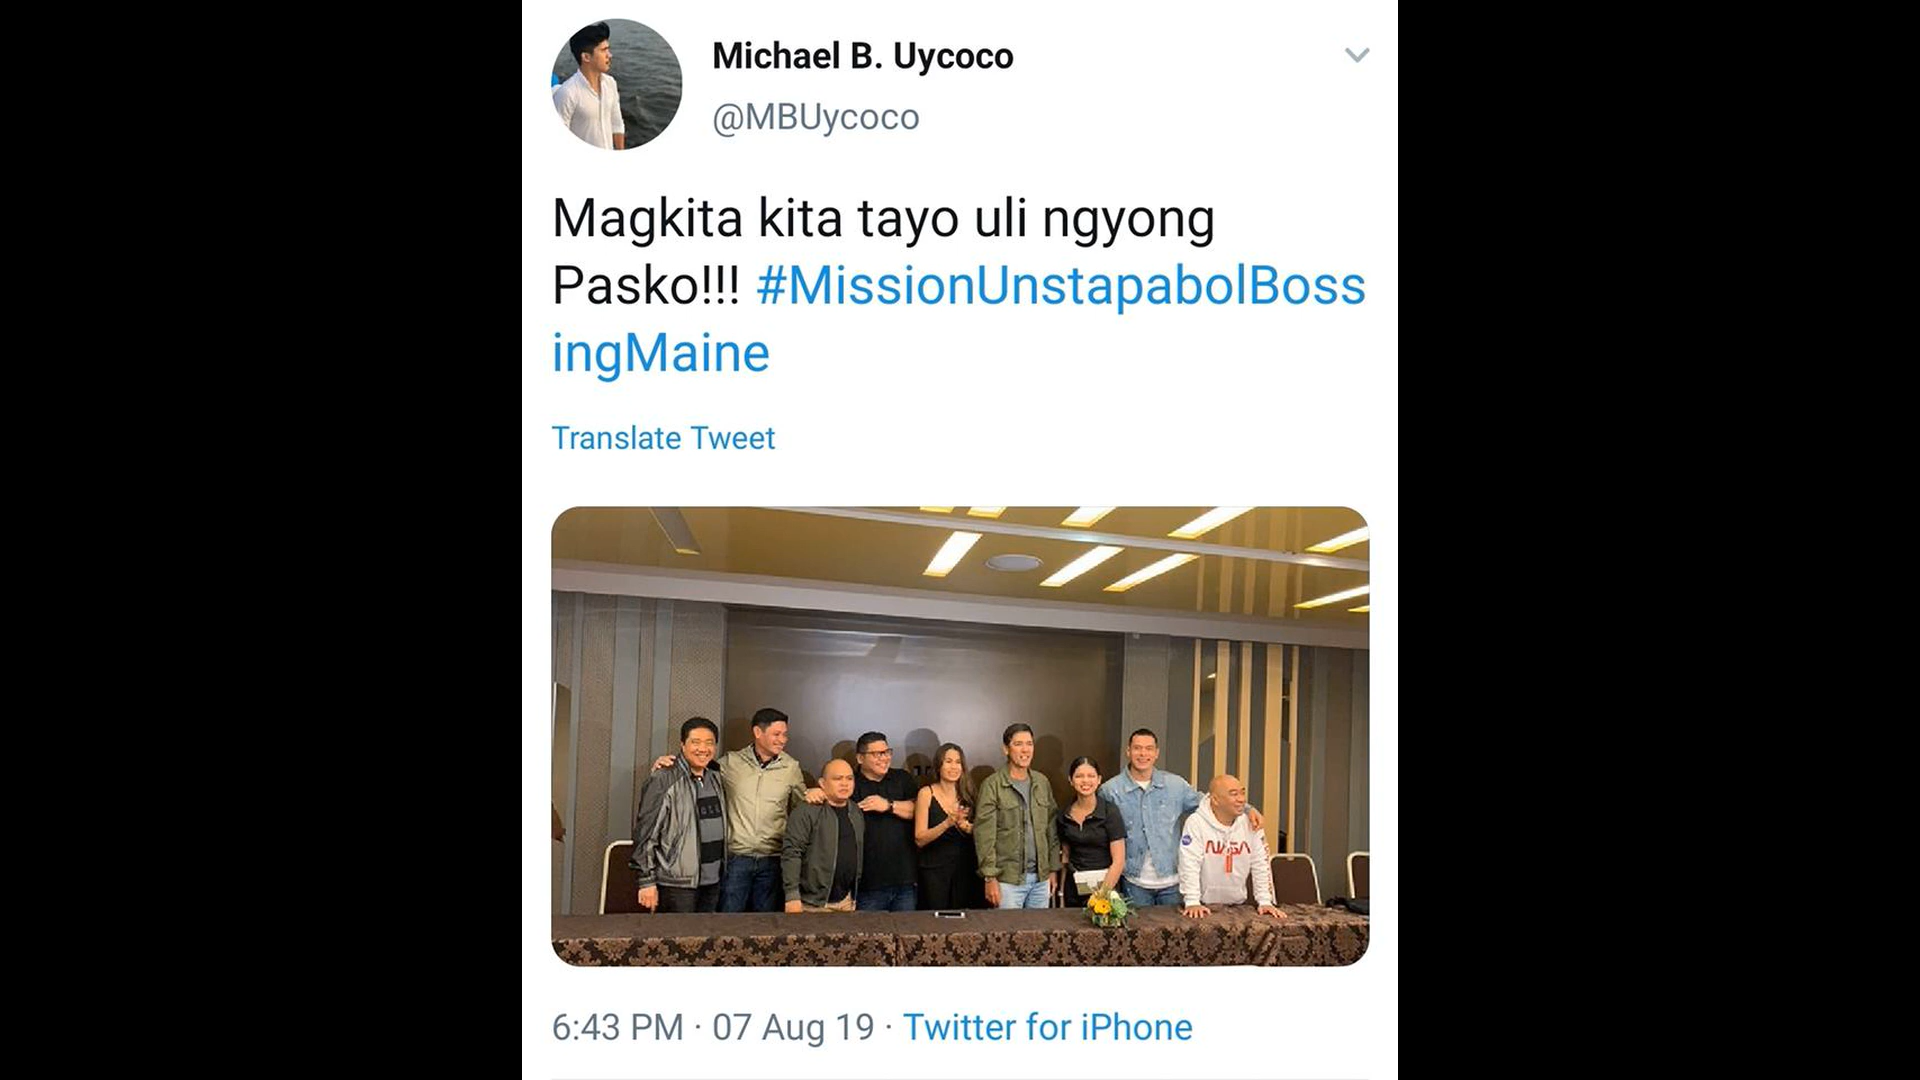 Michael B. Uycoco
@MBUycoco
Magkita kita tayo uli ngyong
Pasko!!! #MissionUnstapabolBoss
ingMaine
Translate Tweet
NASA
6:43 PM · 07 Aug 19 · Twitter for iPhone